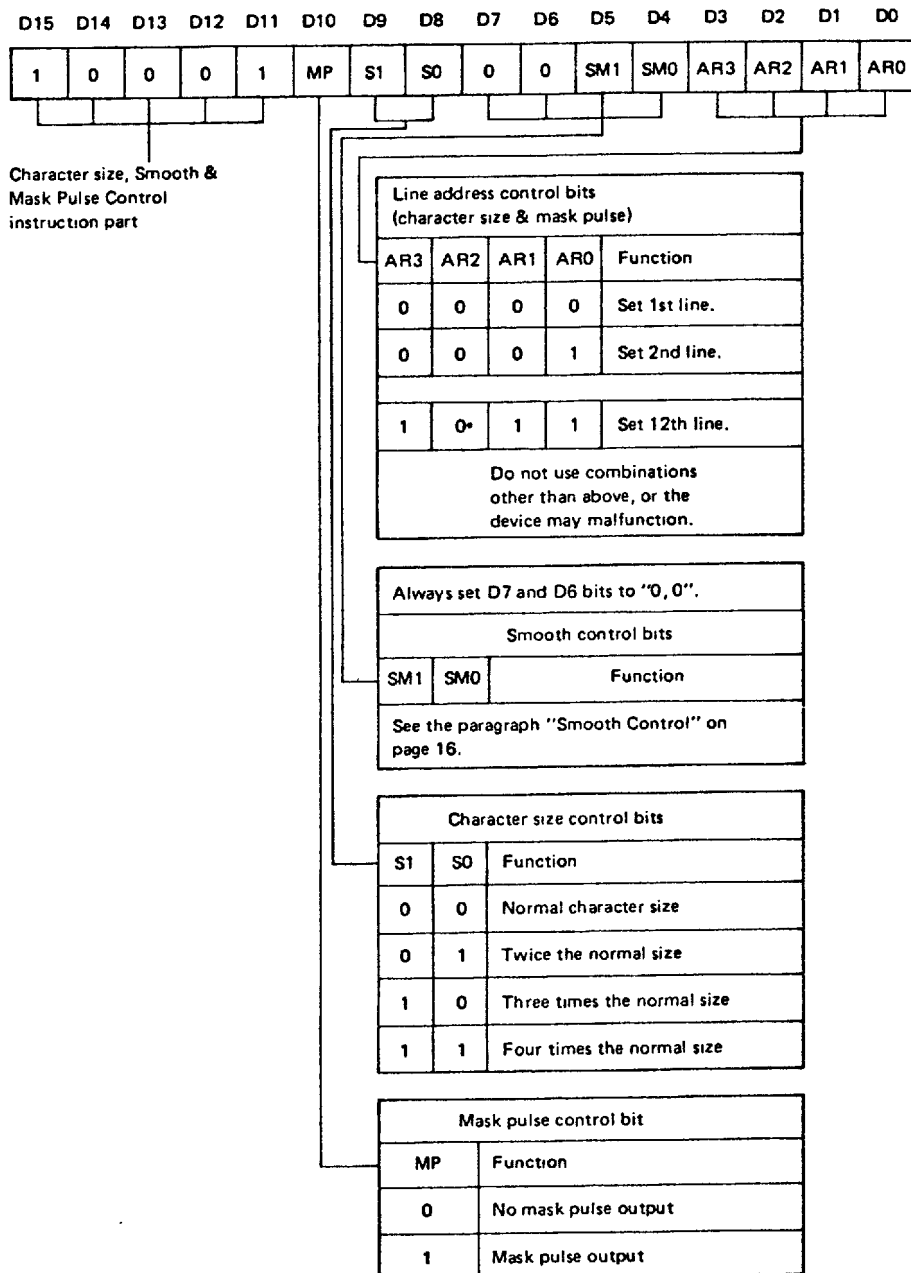 D15 D14 D13 D12 D11 D10 D9 D8 D7 D6 D5 D4 D3 D2 D1 D0
1 0 0 0 1 MP S1 S0 0 0 SM1 SM0 AR3 AR2 AR1 AR0
Character size, Smooth &
Mask Pulse Control
instruction part
Line address control bits
(character size & mask pulse)
AR3 AR2 AR1 AR0 Function
0 0 0 0 Set 1st line.
0 0 0 1 Set 2nd line.
1 0 1 1 Set 12th line.
Do not use combinations
other than above, or the
device may malfunction.
Always set D7 and D6 bits to "0, 0".
Smooth control bits
SM1 SM0 Function
See the paragraph "Smooth Control" on
page 16.
Character size control bits
S1 S0 Function
0 0 Normal character size
0 1 Twice the normal size
1 0 Three times the normal size
1 1 Four times the normal size
Mask pulse control bit
MP Function
0 No mask pulse output
1 Mask pulse output